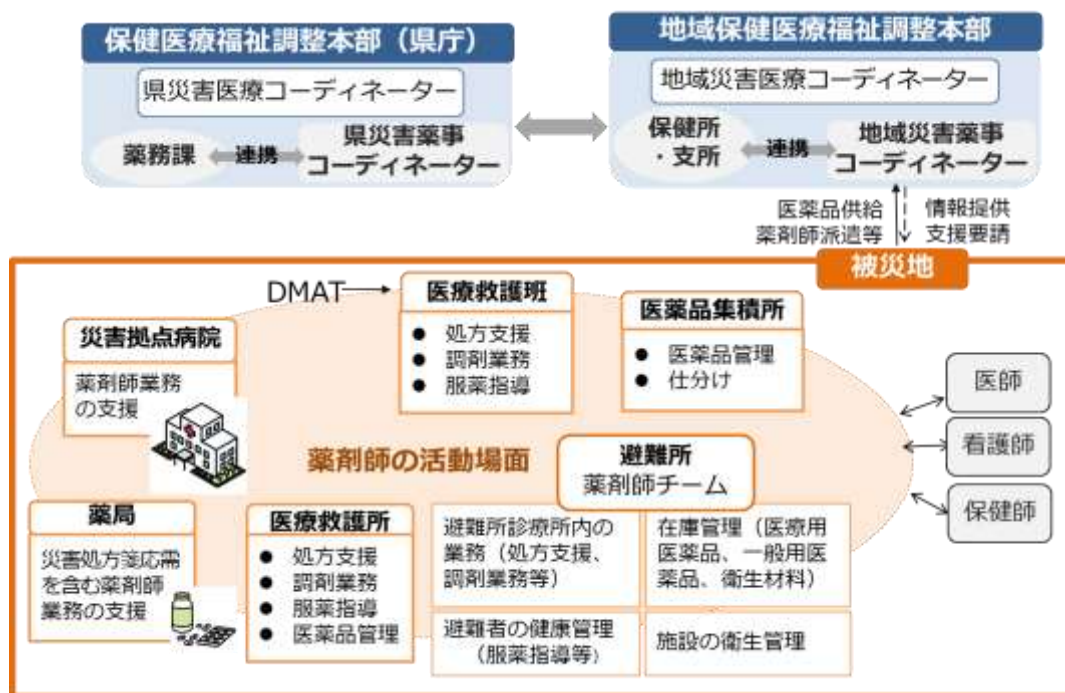 保健医療福祉調整本部（県庁）
県災害医療コーディネーター
薬務課
連携
県災害薬事
コーディネーター
地域保健医療福祉調整本部
地域災害医療コーディネーター
保健所
・支所
連携
地域災害薬事
コーディネーター
医薬品供給
薬剤師派遣等
情報提供
支援要請
被災地
DMAT
医療救護班
● 処方支援
● 調剤業務
● 服薬指導
医薬品集積所
● 医薬品管理
● 仕分け
災害拠点病院
薬剤師業務
の支援
医師
看護師
保健師
薬剤師の活動場面
避難所
薬剤師チーム
薬局
災害処方箋応需
を含む薬剤師
業務の支援
医療救護所
● 処方支援
● 調剤業務
● 服薬指導
● 医薬品管理
避難所診療所内の
業務（処方支援、
調剤業務等）
在庫管理（医療用
医薬品、一般用医
薬品、衛生材料）
避難者の健康管理
（服薬指導等）
施設の衛生管理